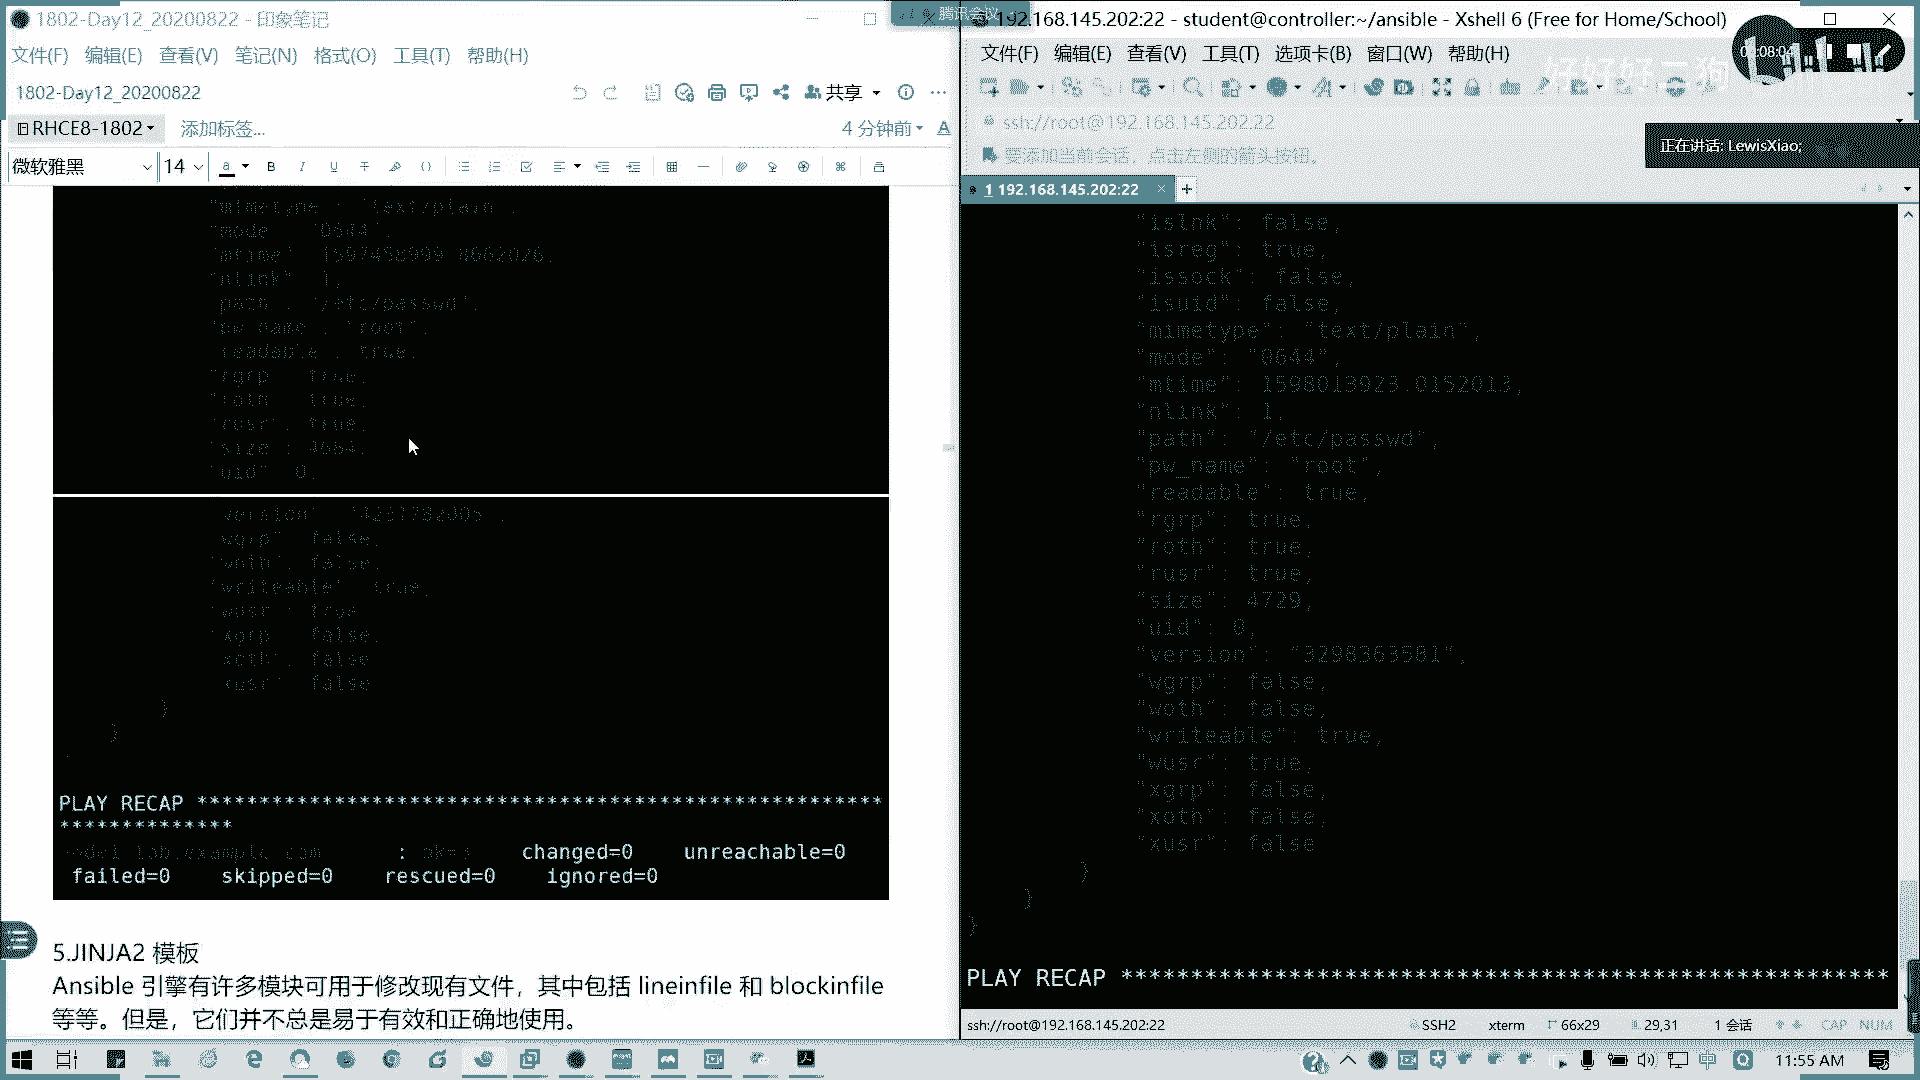 1802-Day12_20200822 - 印象笔记
文件(F) 编辑(E) 查看(V) 笔记(N) 格式(O) 工具(T) 帮助(H)
1802-Day12_20200822
共享
RHCE8-1802 添加标签...
4 分钟前
微软雅黑 14
"mimetype": "text/plain",
"mode": "0644",
"nlink": 1,
"path": "/etc/passwd",
"pw_name": "root",
"readable": true,
"rgrp": true,
"roth": true,
"rusr": true,
"size": 4664,
"uid": 0,
"wgrp": false,
"woth": false,
"writeable": true,
"wusr": true,
"xgrp": false,
"xoth": false,
"xusr": false
}
}
PLAY RECAP *******************************************************
**************
: changed=0 unreachable=0
failed=0 skipped=0 rescued=0 ignored=0
5.JINJA2 模板
Ansible 引擎有许多模块可用于修改现有文件，其中包括 lineinfile 和 blockinfile
等等。但是，它们并不总是易于有效和正确地使用。
腾讯会议
192.168.145.202:22 - student@controller:~/ansible - Xshell 6 (Free for Home/School)
文件(F) 编辑(E) 查看(V) 工具(T) 选项卡(B) 窗口(W) 帮助(H)
好好好二狗
ssh://root@192.168.145.202:22
要添加当前会话，点击左侧的箭头按钮。
正在讲话: LewisXiao;
1 192.168.145.202:22
"islnk": false,
"isreg": true,
"issock": false,
"isuid": false,
"mimetype": "text/plain",
"mode": "0644",
"mtime": 1598013923.0152013,
"nlink": 1,
"path": "/etc/passwd",
"pw_name": "root",
"readable": true,
"rgrp": true,
"roth": true,
"rusr": true,
"size": 4729,
"uid": 0,
"version": "3298363581",
"wgrp": false,
"woth": false,
"writeable": true,
"wusr": true,
"xgrp": false,
"xoth": false,
"xusr": false
}
}
}
PLAY RECAP *******************************************************
ssh://root@192.168.145.202:22 SSH2 xterm 66x29 29,31 1 会话 CAP NUM
中 11:55 AM